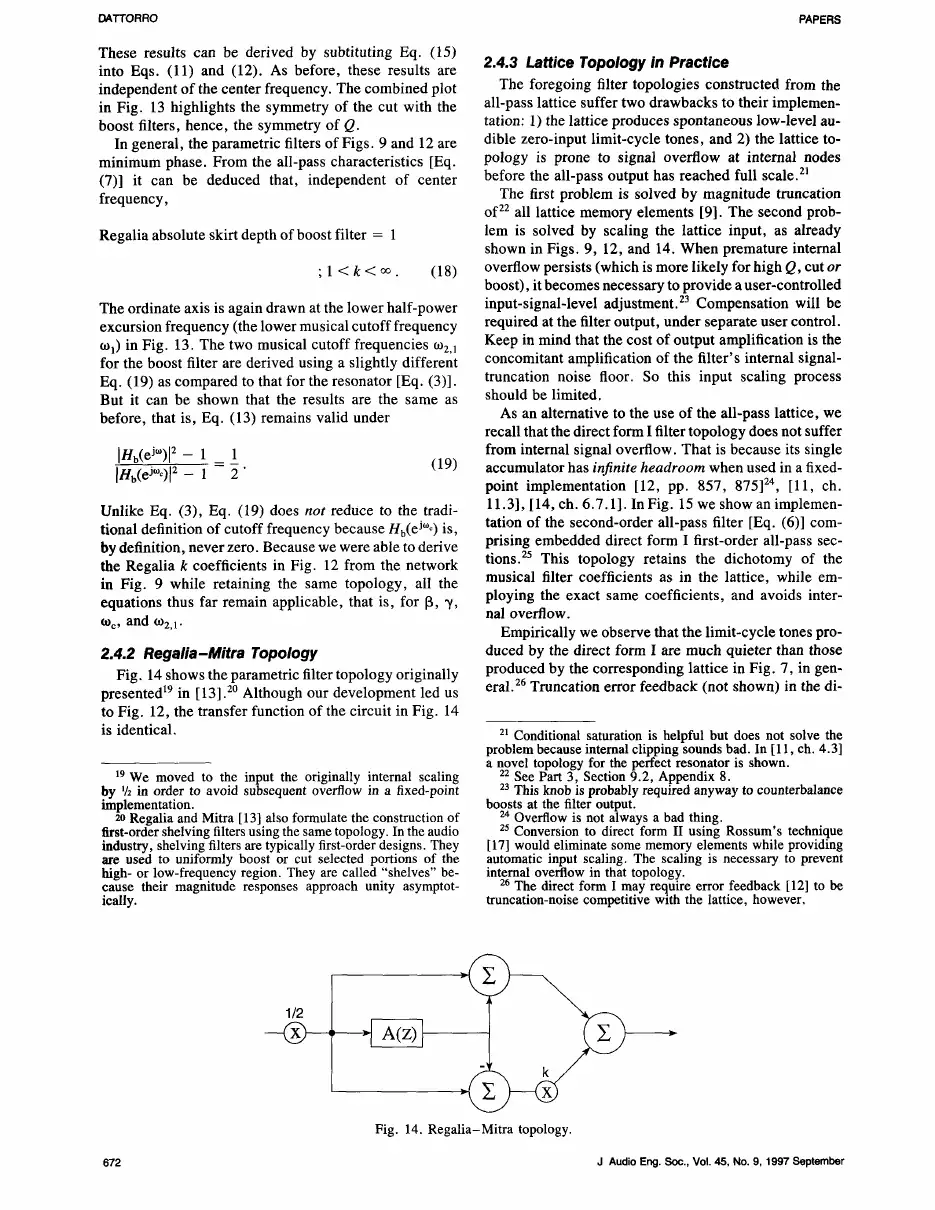 DATTORRO
PAPERS
These results can be derived by subtituting Eq. (15)
into Eqs. (11) and (12). As before, these results are
independent of the center frequency. The combined plot
in Fig. 13 highlights the symmetry of the cut with the
boost filters, hence, the symmetry of Q.
In general, the parametric filters of Figs. 9 and 12 are
minimum phase. From the all-pass characteristics [Eq.
(7)] it can be deduced that, independent of center
frequency,
Regalia absolute skirt depth of boost filter = 1
; 1 < k < ∞ . (18)
The ordinate axis is again drawn at the lower half-power
excursion frequency (the lower musical cutoff frequency
ω₁) in Fig. 13. The two musical cutoff frequencies ω₂,₁
for the boost filter are derived using a slightly different
Eq. (19) as compared to that for the resonator [Eq. (3)].
But it can be shown that the results are the same as
before, that is, Eq. (13) remains valid under
|H_b(e^{jω})|² − 1 / |H_b(e^{jω_c})|² − 1 = 1/2 . (19)
Unlike Eq. (3), Eq. (19) does not reduce to the tradi-
tional definition of cutoff frequency because H_b(e^{jω_c}) is,
by definition, never zero. Because we were able to derive
the Regalia k coefficients in Fig. 12 from the network
in Fig. 9 while retaining the same topology, all the
equations thus far remain applicable, that is, for β, γ,
ω_c, and ω₂,₁.
2.4.2 Regalia–Mitra Topology
Fig. 14 shows the parametric filter topology originally
presented¹⁹ in [13].²⁰ Although our development led us
to Fig. 12, the transfer function of the circuit in Fig. 14
is identical.
¹⁹ We moved to the input the originally internal scaling
by ½ in order to avoid subsequent overflow in a fixed-point
implementation.
²⁰ Regalia and Mitra [13] also formulate the construction of
first-order shelving filters using the same topology. In the audio
industry, shelving filters are typically first-order designs. They
are used to uniformly boost or cut selected portions of the
high- or low-frequency region. They are called "shelves" be-
cause their magnitude responses approach unity asymptot-
ically.
2.4.3 Lattice Topology in Practice
The foregoing filter topologies constructed from the
all-pass lattice suffer two drawbacks to their implemen-
tation: 1) the lattice produces spontaneous low-level au-
dible zero-input limit-cycle tones, and 2) the lattice to-
pology is prone to signal overflow at internal nodes
before the all-pass output has reached full scale.²¹
The first problem is solved by magnitude truncation
of²² all lattice memory elements [9]. The second prob-
lem is solved by scaling the lattice input, as already
shown in Figs. 9, 12, and 14. When premature internal
overflow persists (which is more likely for high Q, cut or
boost), it becomes necessary to provide a user-controlled
input-signal-level adjustment.²³ Compensation will be
required at the filter output, under separate user control.
Keep in mind that the cost of output amplification is the
concomitant amplification of the filter's internal signal-
truncation noise floor. So this input scaling process
should be limited.
As an alternative to the use of the all-pass lattice, we
recall that the direct form I filter topology does not suffer
from internal signal overflow. That is because its single
accumulator has infinite headroom when used in a fixed-
point implementation [12, pp. 857, 875]²⁴, [11, ch.
11.3], [14, ch. 6.7.1]. In Fig. 15 we show an implemen-
tation of the second-order all-pass filter [Eq. (6)] com-
prising embedded direct form I first-order all-pass sec-
tions.²⁵ This topology retains the dichotomy of the
musical filter coefficients as in the lattice, while em-
ploying the exact same coefficients, and avoids inter-
nal overflow.
Empirically we observe that the limit-cycle tones pro-
duced by the direct form I are much quieter than those
produced by the corresponding lattice in Fig. 7, in gen-
eral.²⁶ Truncation error feedback (not shown) in the di-
²¹ Conditional saturation is helpful but does not solve the
problem because internal clipping sounds bad. In [11, ch. 4.3]
a novel topology for the perfect resonator is shown.
²² See Part 3, Section 9.2, Appendix 8.
²³ This knob is probably required anyway to counterbalance
boosts at the filter output.
²⁴ Overflow is not always a bad thing.
²⁵ Conversion to direct form II using Rossum's technique
[17] would eliminate some memory elements while providing
automatic input scaling. The scaling is necessary to prevent
internal overflow in that topology.
²⁶ The direct form I may require error feedback [12] to be
truncation-noise competitive with the lattice, however.
Σ
1/2
X
A(z)
Σ
-
k
Σ
X
Fig. 14. Regalia–Mitra topology.
672
J Audio Eng. Soc., Vol. 45, No. 9, 1997 September